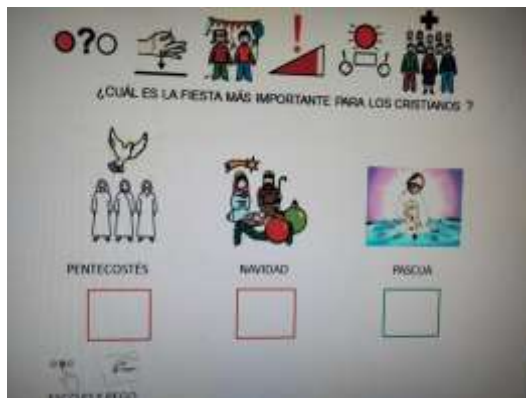 ¿CUÁL ES LA FIESTA MÁS IMPORTANTE PARA LOS CRISTIANOS ?
PENTECOSTÉS NAVIDAD PASCUA